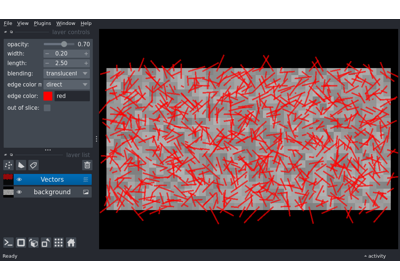 File View Plugins Window Help
layer controls
opacity: 0.70
width: 0.20
length: 2.50
blending: translucent
edge color m direct
edge color: red
out of slice:
layer list
Vectors
background
Ready
activity